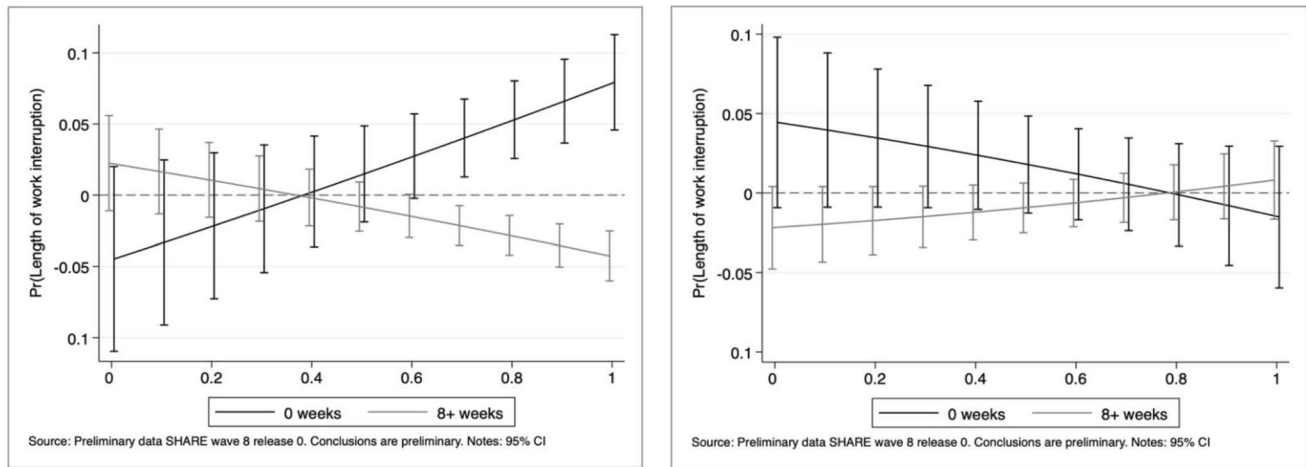 Pr(Length of work interruption)
0.1
0.05
0
-0.05
0.1
0 0.2 0.4 0.6 0.8 1
0 weeks 8+ weeks
Source: Preliminary data SHARE wave 8 release 0. Conclusions are preliminary. Notes: 95% CI
Pr(Length of work interruption)
0.1
0.05
0
-0.05
0.1
0 0.2 0.4 0.6 0.8 1
0 weeks 8+ weeks
Source: Preliminary data SHARE wave 8 release 0. Conclusions are preliminary. Notes: 95% CI